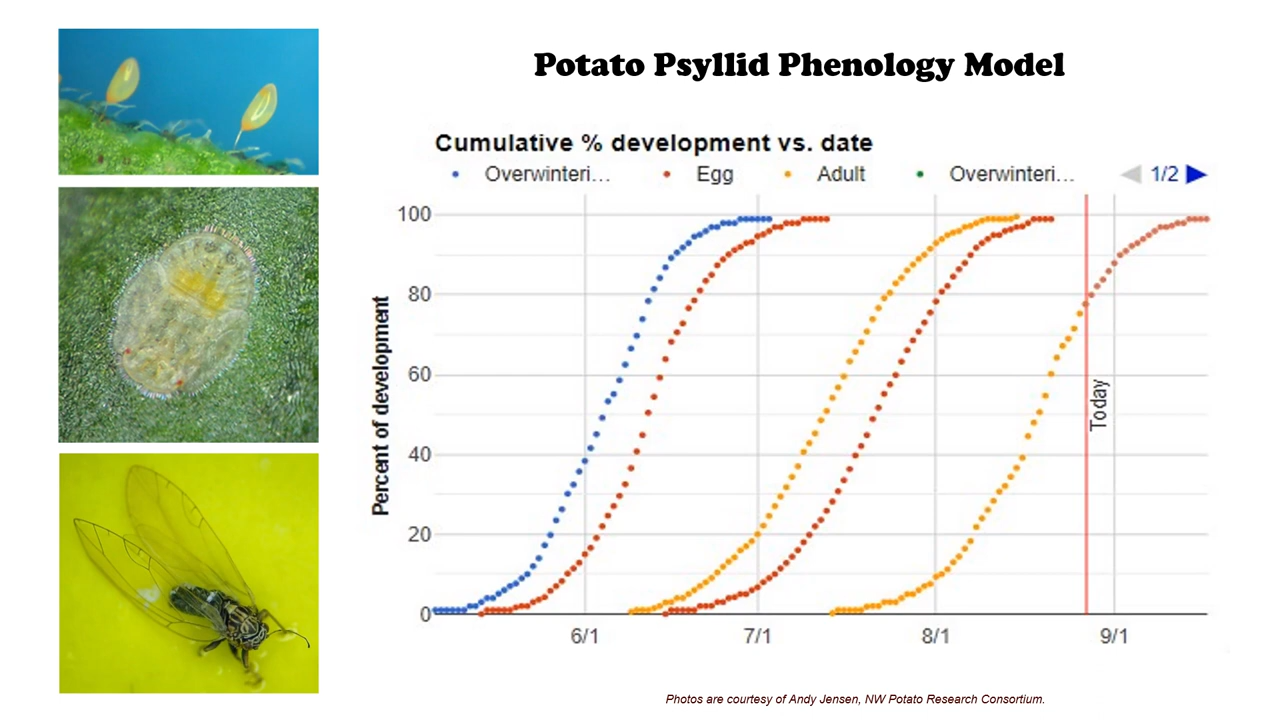 Potato Psyllid Phenology Model
Cumulative % development vs. date
Overwinteri… Egg Adult Overwinteri… 1/2
Percent of development
100
80
60
40
20
0
Today
6/1 7/1 8/1 9/1
Photos are courtesy of Andy Jensen, NW Potato Research Consortium.